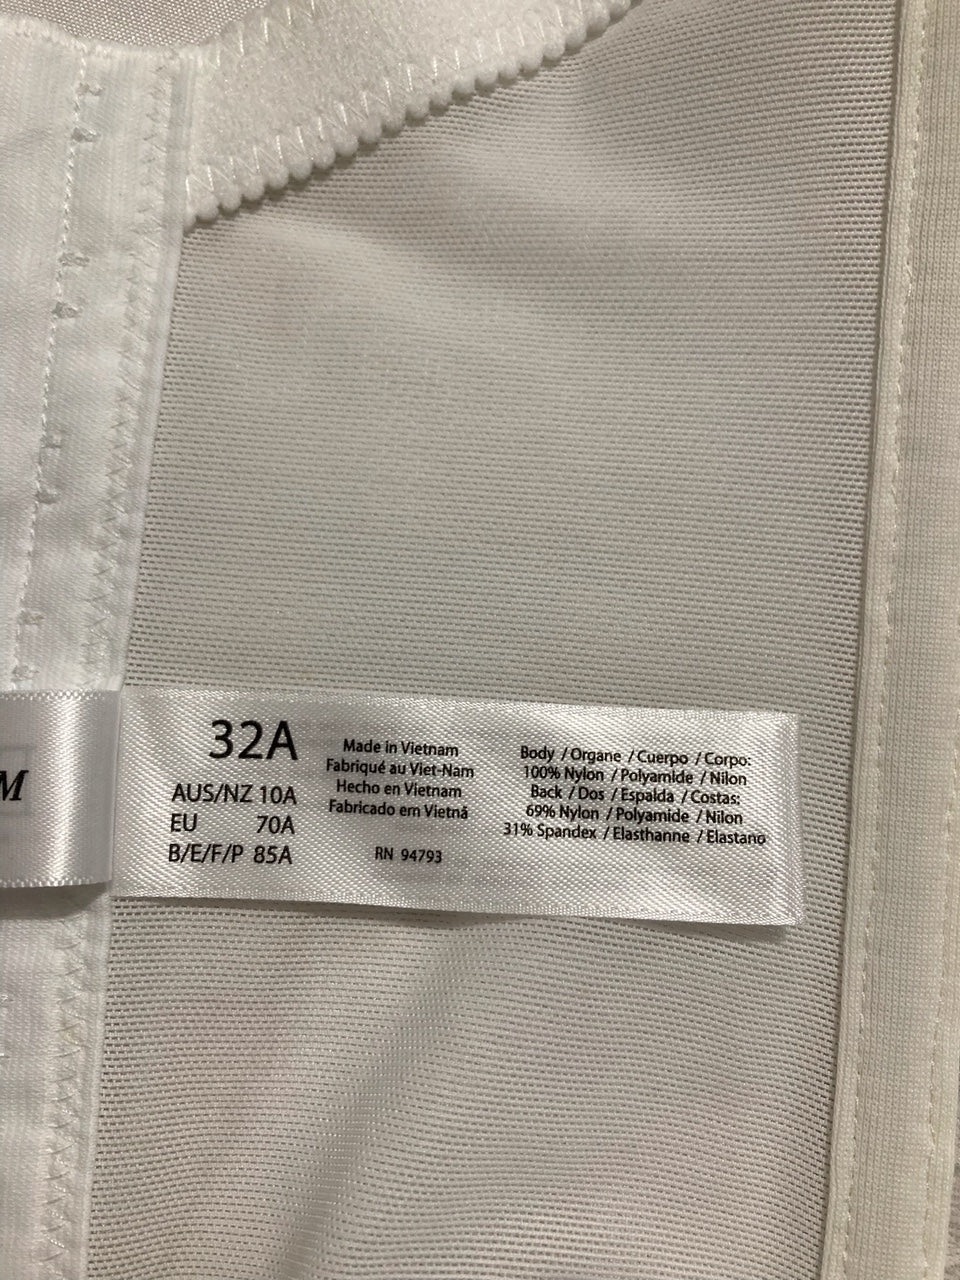 M
32A
AUS/NZ 10A
EU 70A
B/E/F/P 85A
Made in Vietnam
Fabriqué au Viet-Nam
Hecho en Vietnam
Fabricado em Vietnã
RN 94793
Body / Organe / Cuerpo / Corpo:
100% Nylon / Polyamide / Nilon
Back / Dos / Espalda / Costas:
69% Nylon / Polyamide / Nilon
31% Spandex / Elasthanne / Elastano